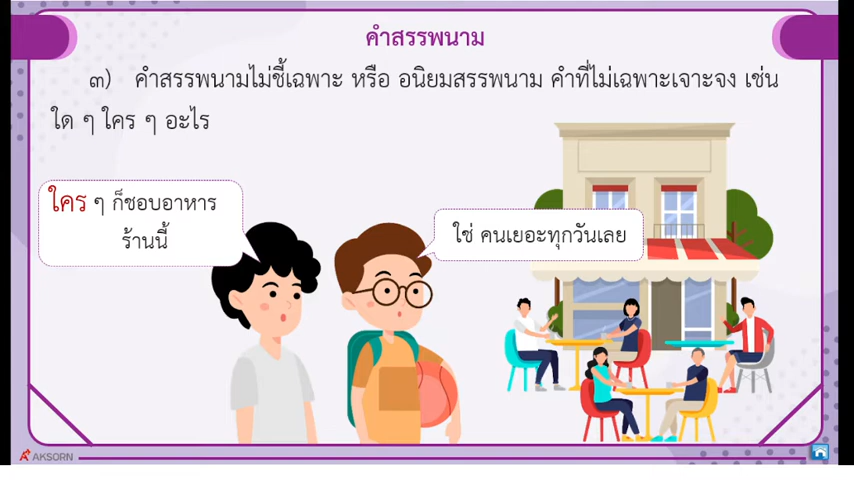 คำสรรพนาม
๓) คำสรรพนามไม่ชี้เฉพาะ หรือ อนิยมสรรพนาม คำที่ไม่เฉพาะเจาะจง เช่น
ใด ๆ ใคร ๆ อะไร
ใคร ๆ ก็ชอบอาหาร
ร้านนี้
ใช่ คนเยอะทุกวันเลย
AKSORN